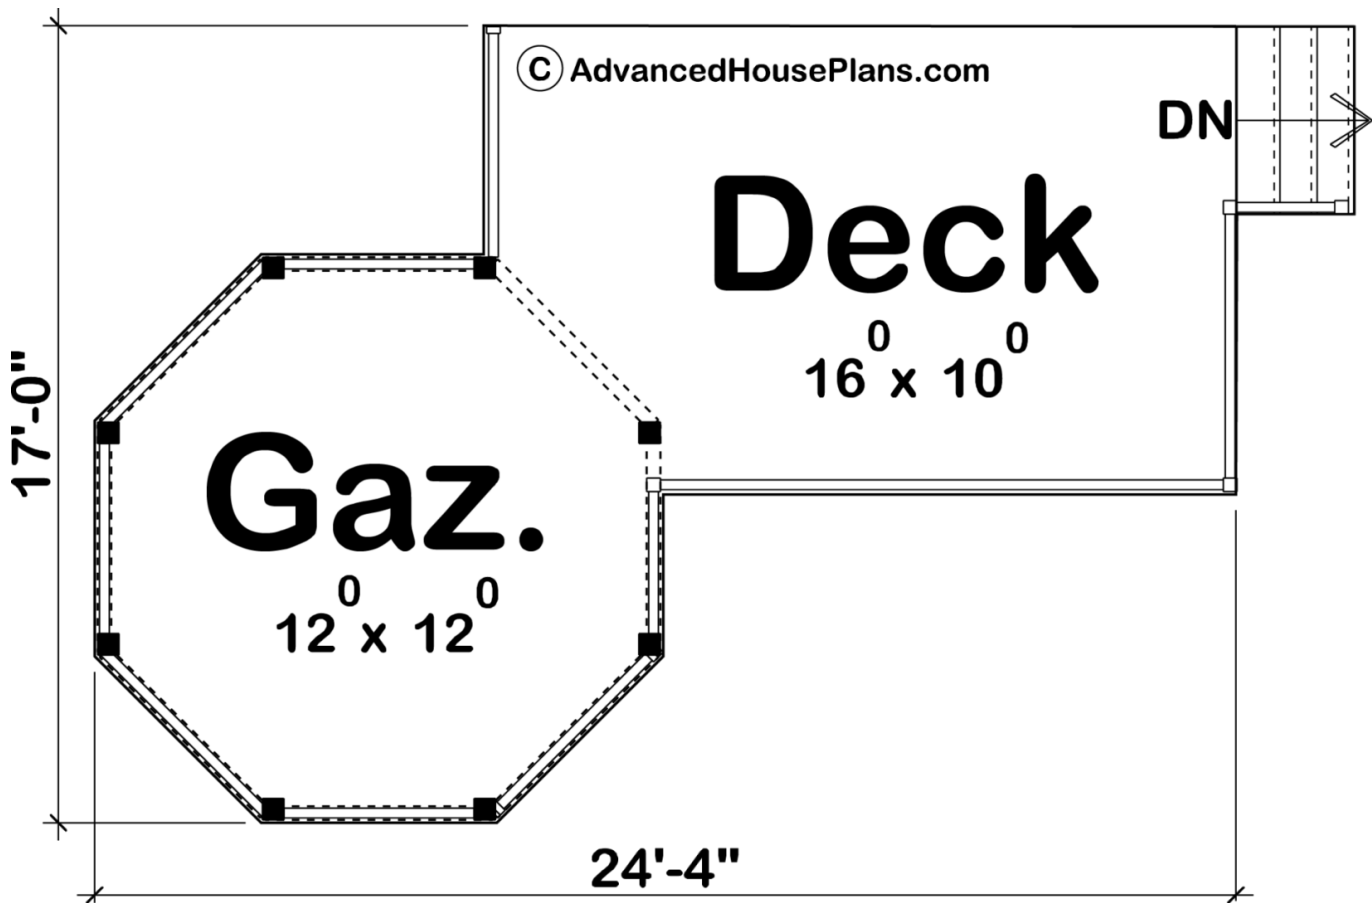 © AdvancedHousePlans.com
DN
Deck
16⁰ x 10⁰
17'-0"
Gaz.
12⁰ x 12⁰
24'-4"